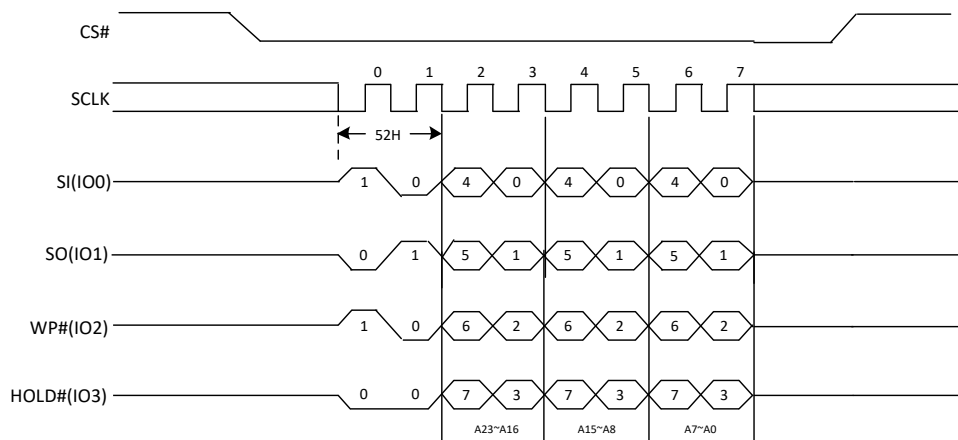 CS#
0 1 2 3 4 5 6 7
SCLK
52H
SI(IO0) 1 0 4 0 4 0 4 0
SO(IO1) 0 1 5 1 5 1 5 1
WP#(IO2) 1 0 6 2 6 2 6 2
HOLD#(IO3) 0 0 7 3 7 3 7 3
A23~A16 A15~A8 A7~A0